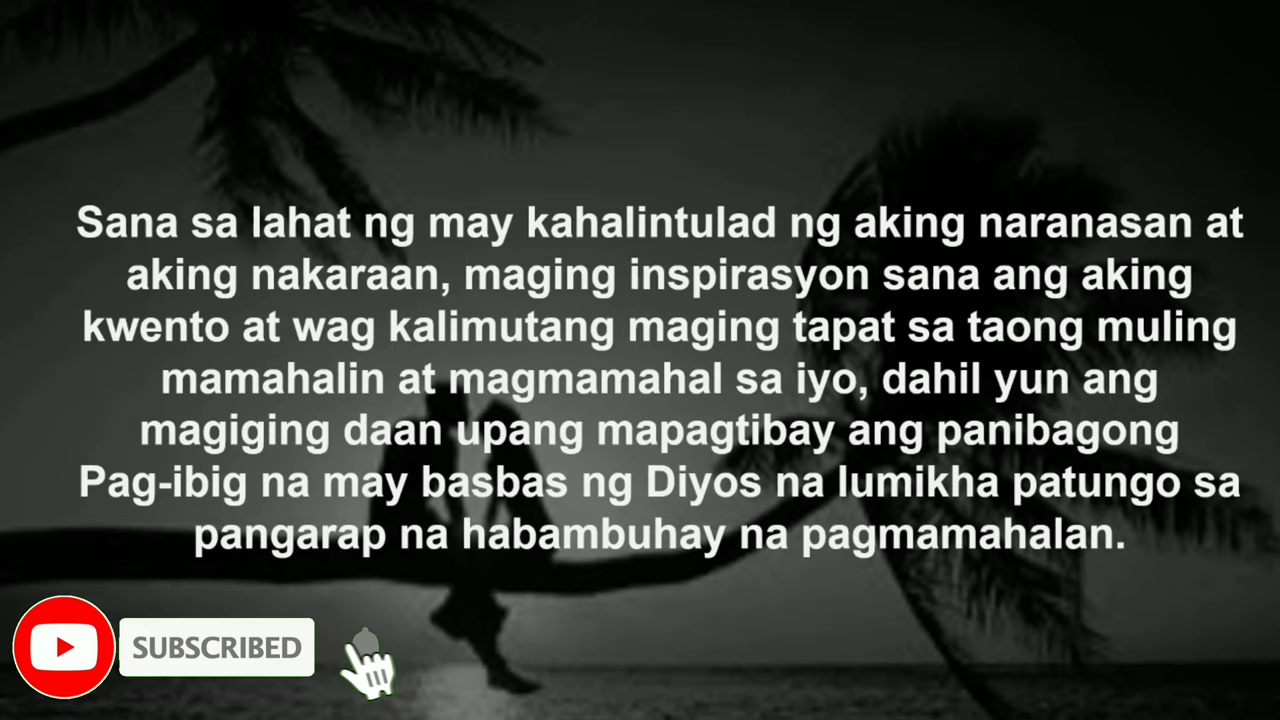 Sana sa lahat ng may kahalintulad ng aking naranasan at
aking nakaraan, maging inspirasyon sana ang aking
kwento at wag kalimutang maging tapat sa taong muling
mamahalin at magmamahal sa iyo, dahil yun ang
magiging daan upang mapagtibay ang panibagong
Pag-ibig na may basbas ng Diyos na lumikha patungo sa
pangarap na habambuhay na pagmamahalan.
SUBSCRIBED